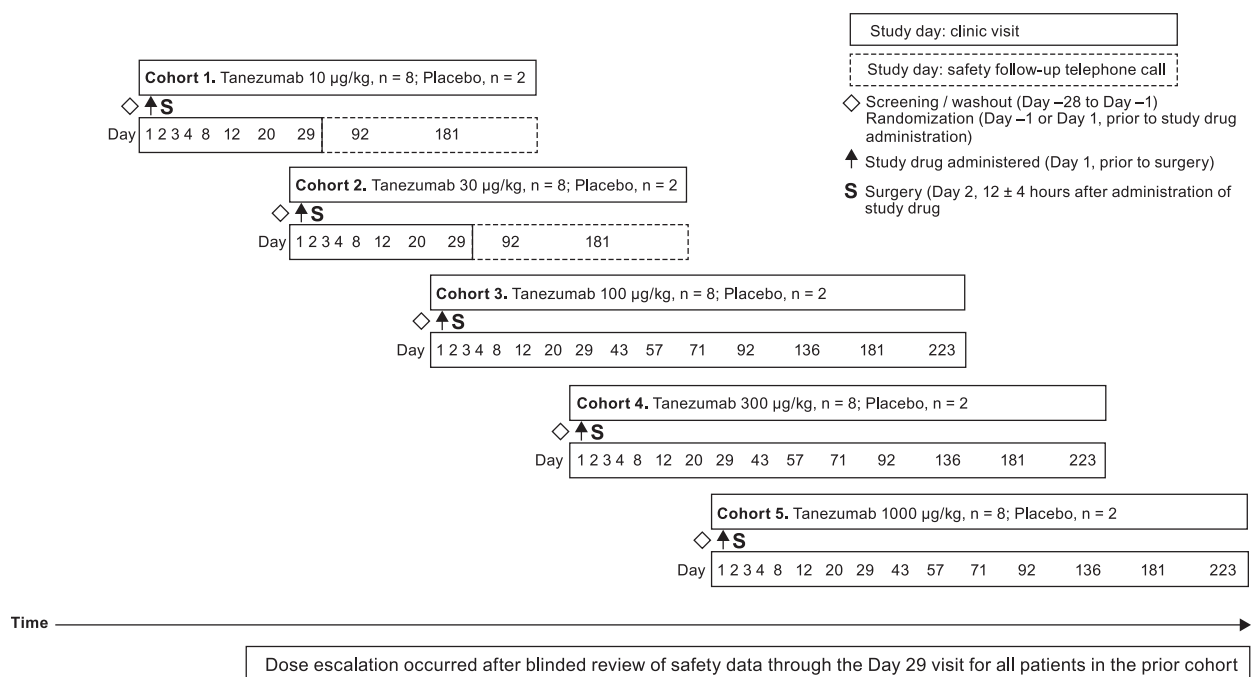 Study day: clinic visit
Study day: safety follow-up telephone call
Screening / washout (Day –28 to Day –1)
Randomization (Day –1 or Day 1, prior to study drug
administration)
Study drug administered (Day 1, prior to surgery)
S Surgery (Day 2, 12 ± 4 hours after administration of
study drug
Cohort 1. Tanezumab 10 µg/kg, n = 8; Placebo, n = 2
S
Day 1 2 3 4 8 12 20 29 92 181
Cohort 2. Tanezumab 30 µg/kg, n = 8; Placebo, n = 2
S
Day 1 2 3 4 8 12 20 29 92 181
Cohort 3. Tanezumab 100 µg/kg, n = 8; Placebo, n = 2
S
Day 1 2 3 4 8 12 20 29 43 57 71 92 136 181 223
Cohort 4. Tanezumab 300 µg/kg, n = 8; Placebo, n = 2
S
Day 1 2 3 4 8 12 20 29 43 57 71 92 136 181 223
Cohort 5. Tanezumab 1000 µg/kg, n = 8; Placebo, n = 2
S
Day 1 2 3 4 8 12 20 29 43 57 71 92 136 181 223
Time
Dose escalation occurred after blinded review of safety data through the Day 29 visit for all patients in the prior cohort